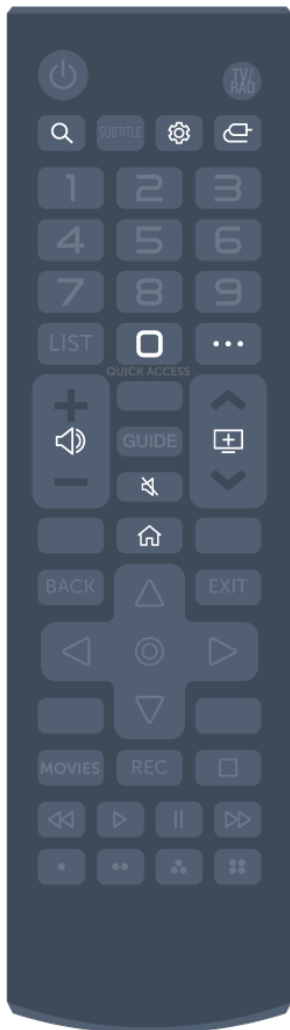 TV/
RAD
SUBTITLE
1 2 3
4 5 6
7 8 9
LIST 0 ...
QUICK ACCESS
+
GUIDE
-
BACK EXIT
MOVIES REC